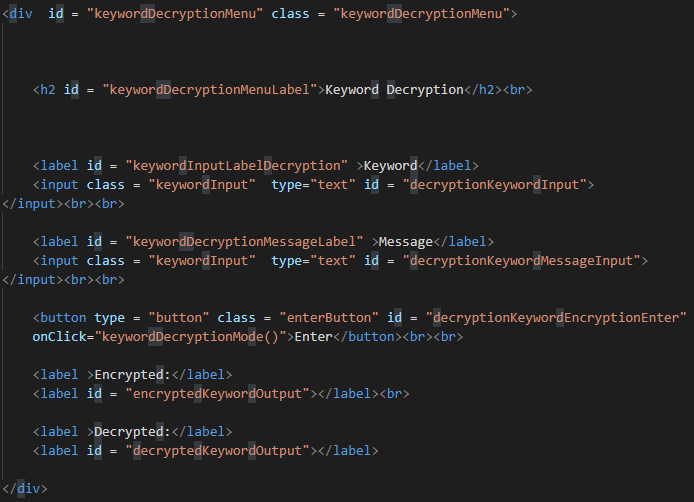 <div  id = "keywordDecryptionMenu" class = "keywordDecryptionMenu">
<h2 id = "keywordDecryptionMenuLabel">Keyword Decryption</h2><br>
<label id = "keywordInputLabelDecryption" >Keyword</label>
<input class = "keywordInput"  type="text" id = "decryptionKeywordInput">
</input><br><br>
<label id = "keywordDecryptionMessageLabel" >Message</label>
<input class = "keywordInput"  type="text" id = "decryptionKeywordMessageInput">
</input><br><br>
<button type = "button" class = "enterButton" id = "decryptionKeywordEncryptionEnter"
onClick="keywordDecryptionMode()">Enter</button><br><br>
<label >Encrypted:</label>
<label id = "encryptedKeywordOutput"></label><br>
<label >Decrypted:</label>
<label id = "decryptedKeywordOutput"></label>
</div>